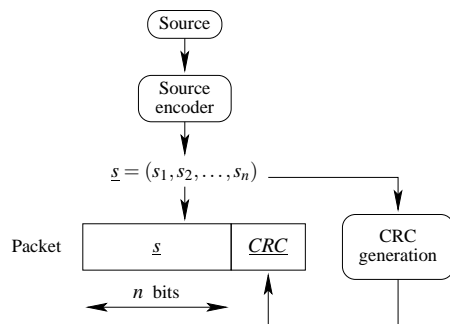 Source
Source
encoder
s = (s1, s2, . . . , sn)
Packet
s
CRC
CRC
generation
n bits